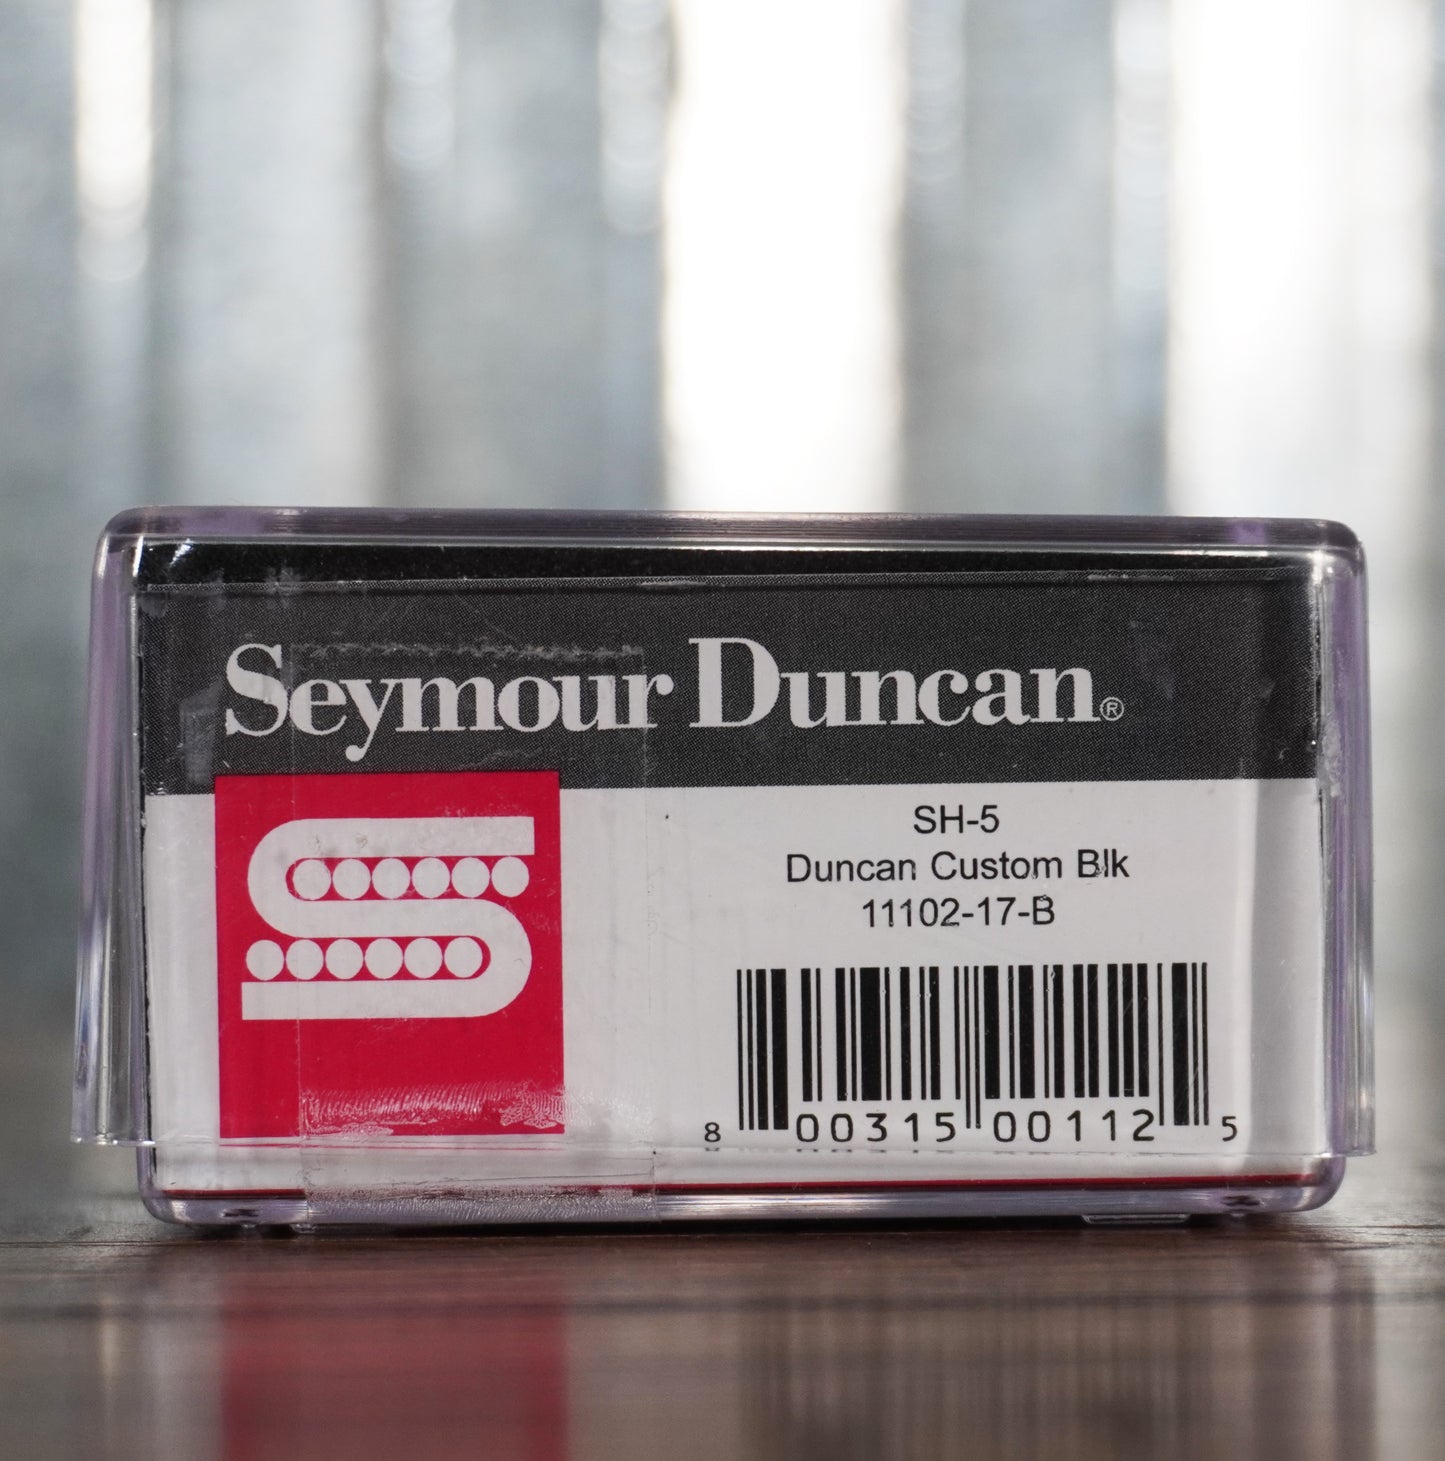 Seymour Duncan®
SH-5
Duncan Custom Blk
11102-17-B
8 00315 00112 5